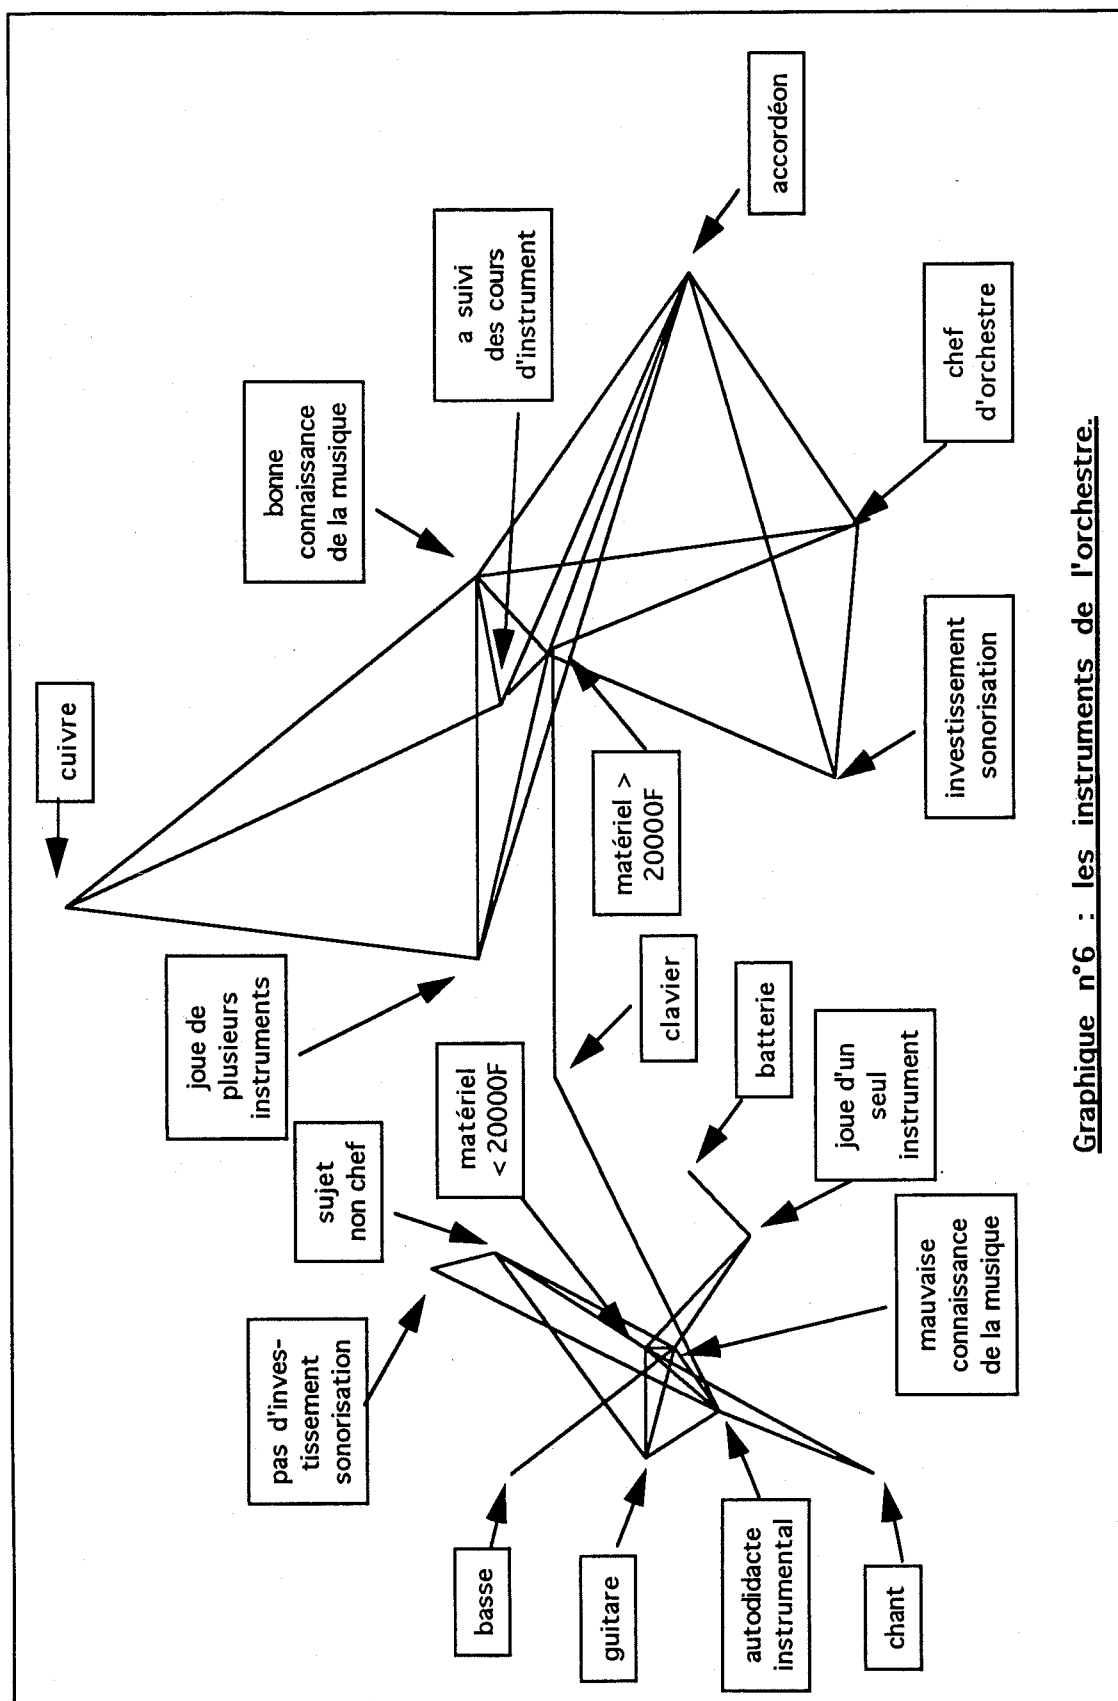 cuivre
joue de
plusieurs
instruments
bonne
connaissance
de la musique
a suivi
des cours
d'instrument
accordéon
pas d'inves-
tissement
sonorisation
sujet
non chef
matériel
< 20000F
matériel >
20000F
basse
guitare
clavier
batterie
autodidacte
instrumental
chant
joue d'un
seul
instrument
mauvaise
connaissance
de la musique
investissement
sonorisation
chef
d'orchestre
Graphique n°6 : les instruments de l'orchestre.